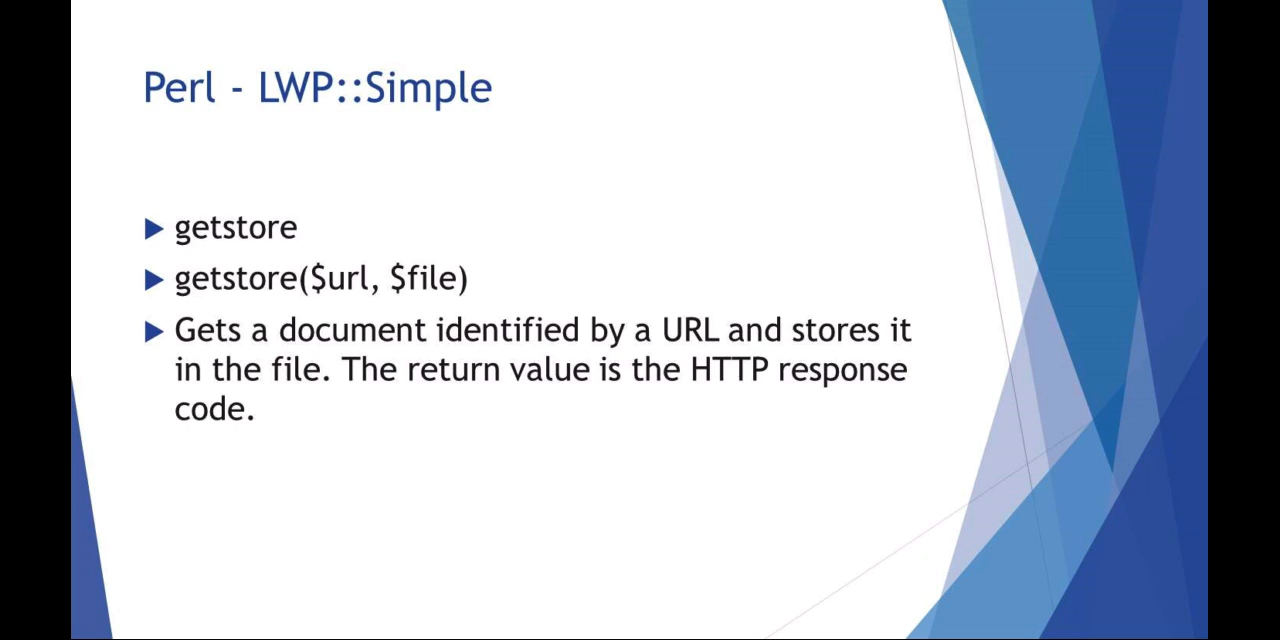 Perl - LWP::Simple
getstore
getstore($url, $file)
Gets a document identified by a URL and stores it
in the file. The return value is the HTTP response
code.